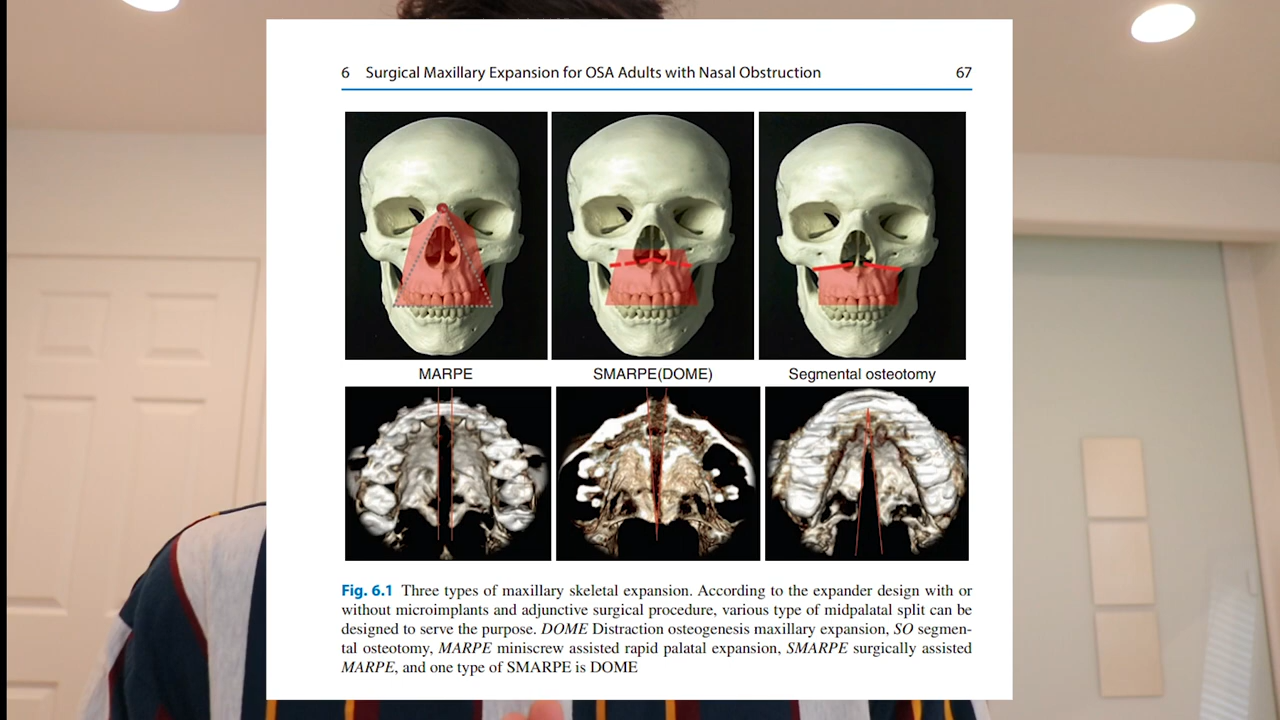 6 Surgical Maxillary Expansion for OSA Adults with Nasal Obstruction 67
MARPE SMARPE(DOME) Segmental osteotomy
Fig. 6.1 Three types of maxillary skeletal expansion. According to the expander design with or
without microimplants and adjunctive surgical procedure, various type of midpalatal split can be
designed to serve the purpose. DOME Distraction osteogenesis maxillary expansion, SO segmen-
tal osteotomy, MARPE miniscrew assisted rapid palatal expansion, SMARPE surgically assisted
MARPE, and one type of SMARPE is DOME